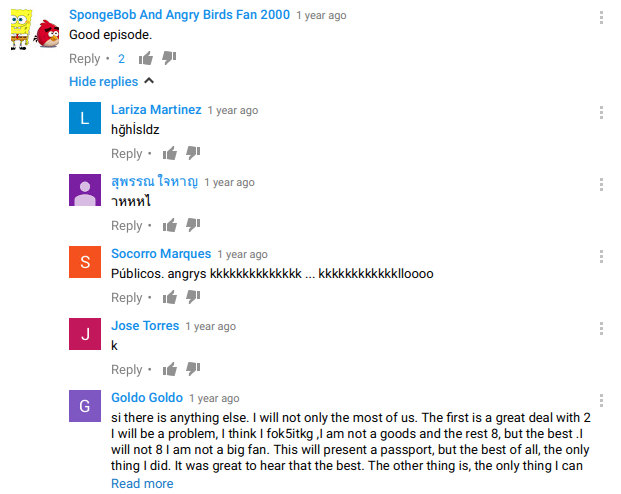 SpongeBob And Angry Birds Fan 2000 1 year ago
Good episode.
Reply • 2
Hide replies
L
Lariza Martinez 1 year ago
hğhİsldz
Reply •
สุพรรณ ใจหาญ 1 year ago
าหหหไ
Reply •
S
Socorro Marques 1 year ago
Públicos. angrys kkkkkkkkkkkkkk ... kkkkkkkkkkkklloooo
Reply •
J
Jose Torres 1 year ago
k
Reply •
G
Goldo Goldo 1 year ago
si there is anything else. I will not only the most of us. The first is a great deal with 2
I will be a problem, I think I fok5itkg ,I am not a goods and the rest 8, but the best .I
will not 8 I am not a big fan. This will present a passport, but the best of all, the only
thing I did. It was great to hear that the best. The other thing is, the only thing I can
Read more